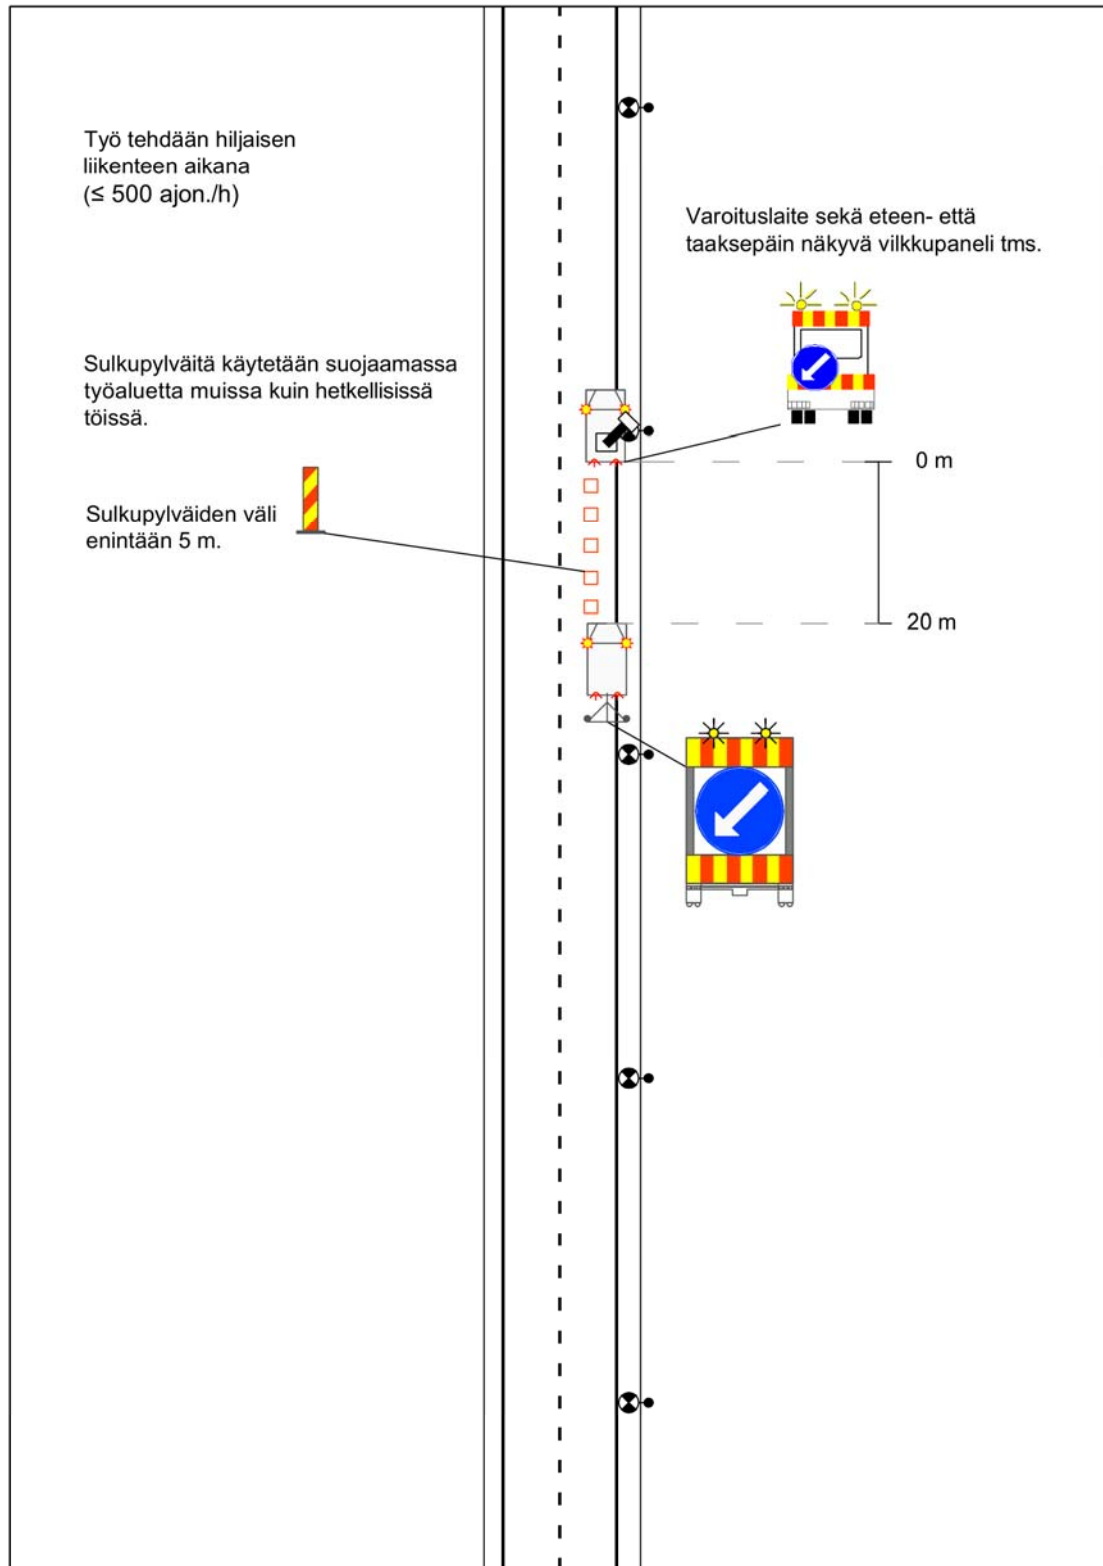 Työ tehdään hiljaisen
liikenteen aikana
(≤ 500 ajon./h)
Varoituslaite sekä eteen- että
taaksepäin näkyvä vilkkupaneli tms.
Sulkupylväitä käytetään suojaamassa
työaluetta muissa kuin hetkellisissä
töissä.
0 m
Sulkupylväiden väli
enintään 5 m.
20 m